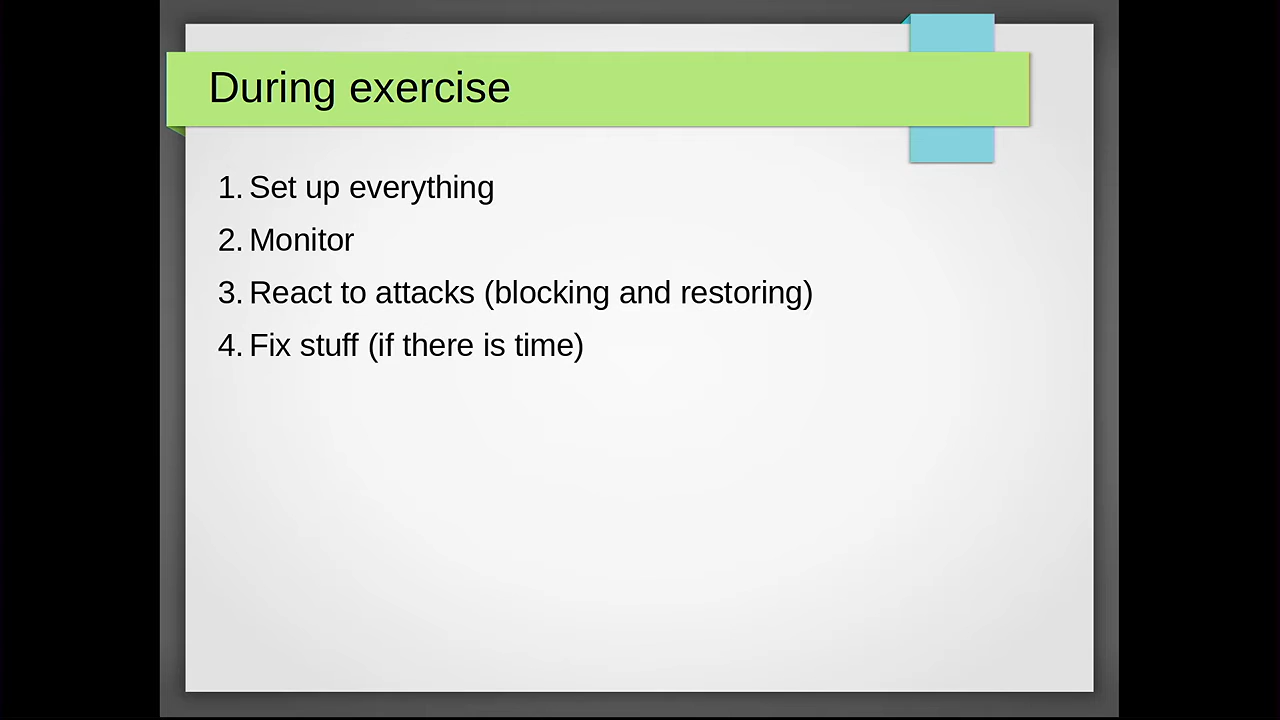 During exercise
1. Set up everything
2. Monitor
3. React to attacks (blocking and restoring)
4. Fix stuff (if there is time)